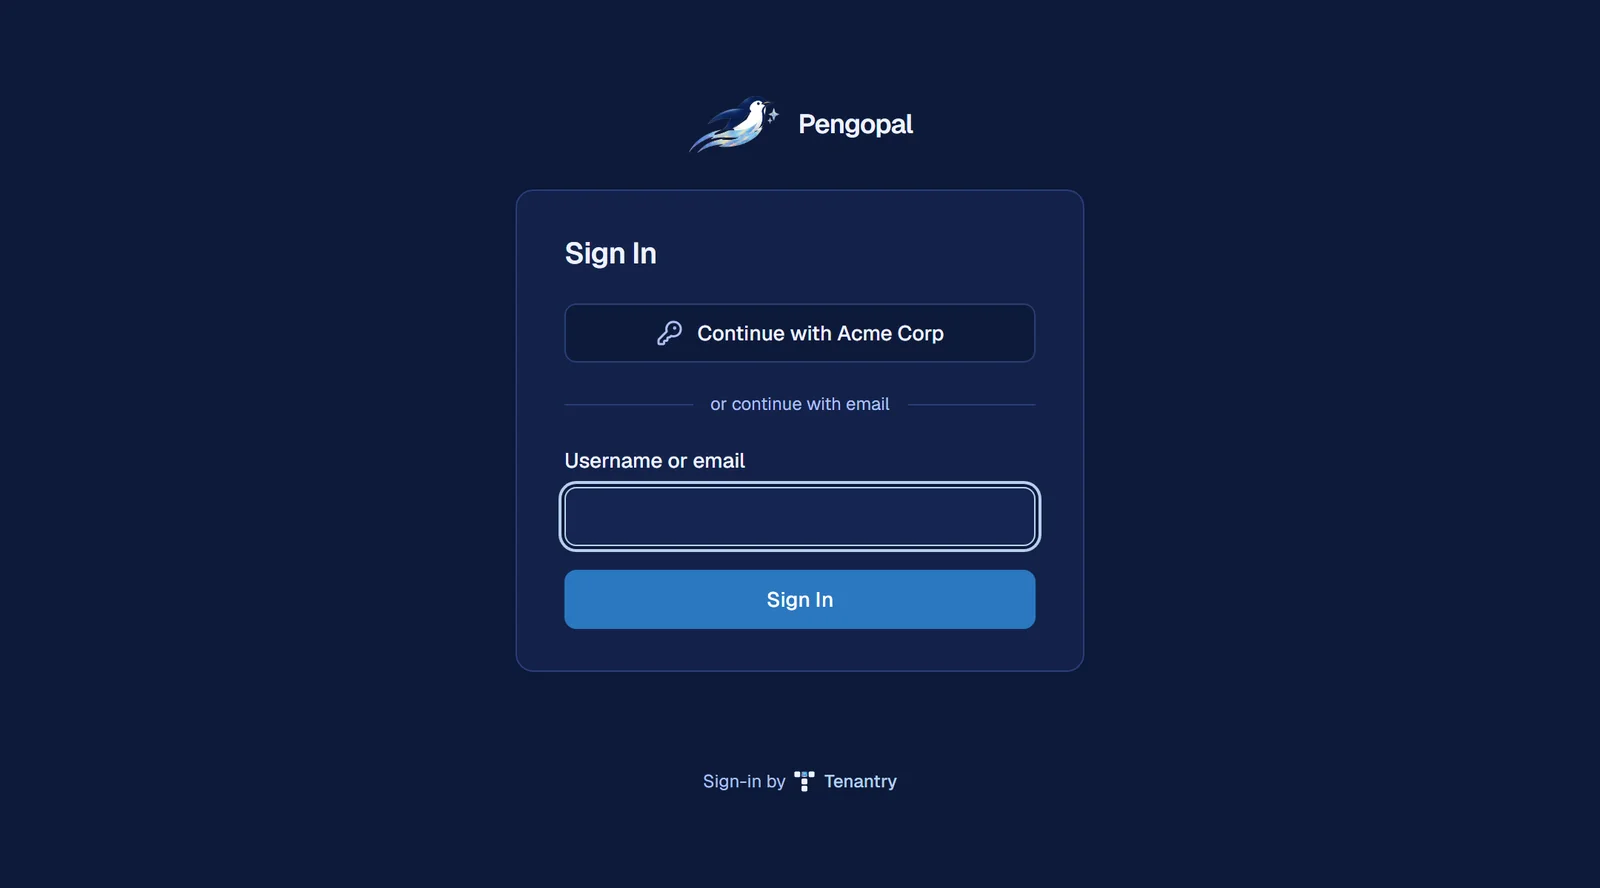 Pengopal
Sign In
Continue with Acme Corp
or continue with email
Username or email
Sign In
Sign-in by Tenantry